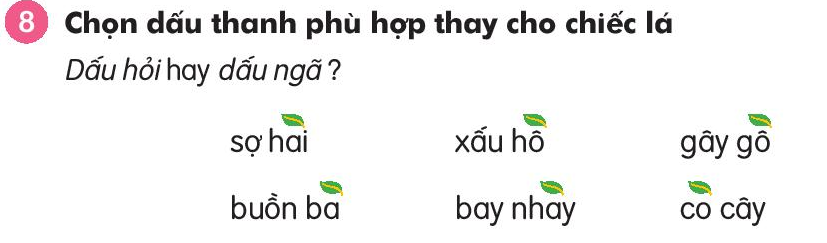 8 Chọn dấu thanh phù hợp thay cho chiếc lá
Dấu hỏi hay dấu ngã ?
sợ hai xấu hô gây gô
buồn ba bay nhay co cây